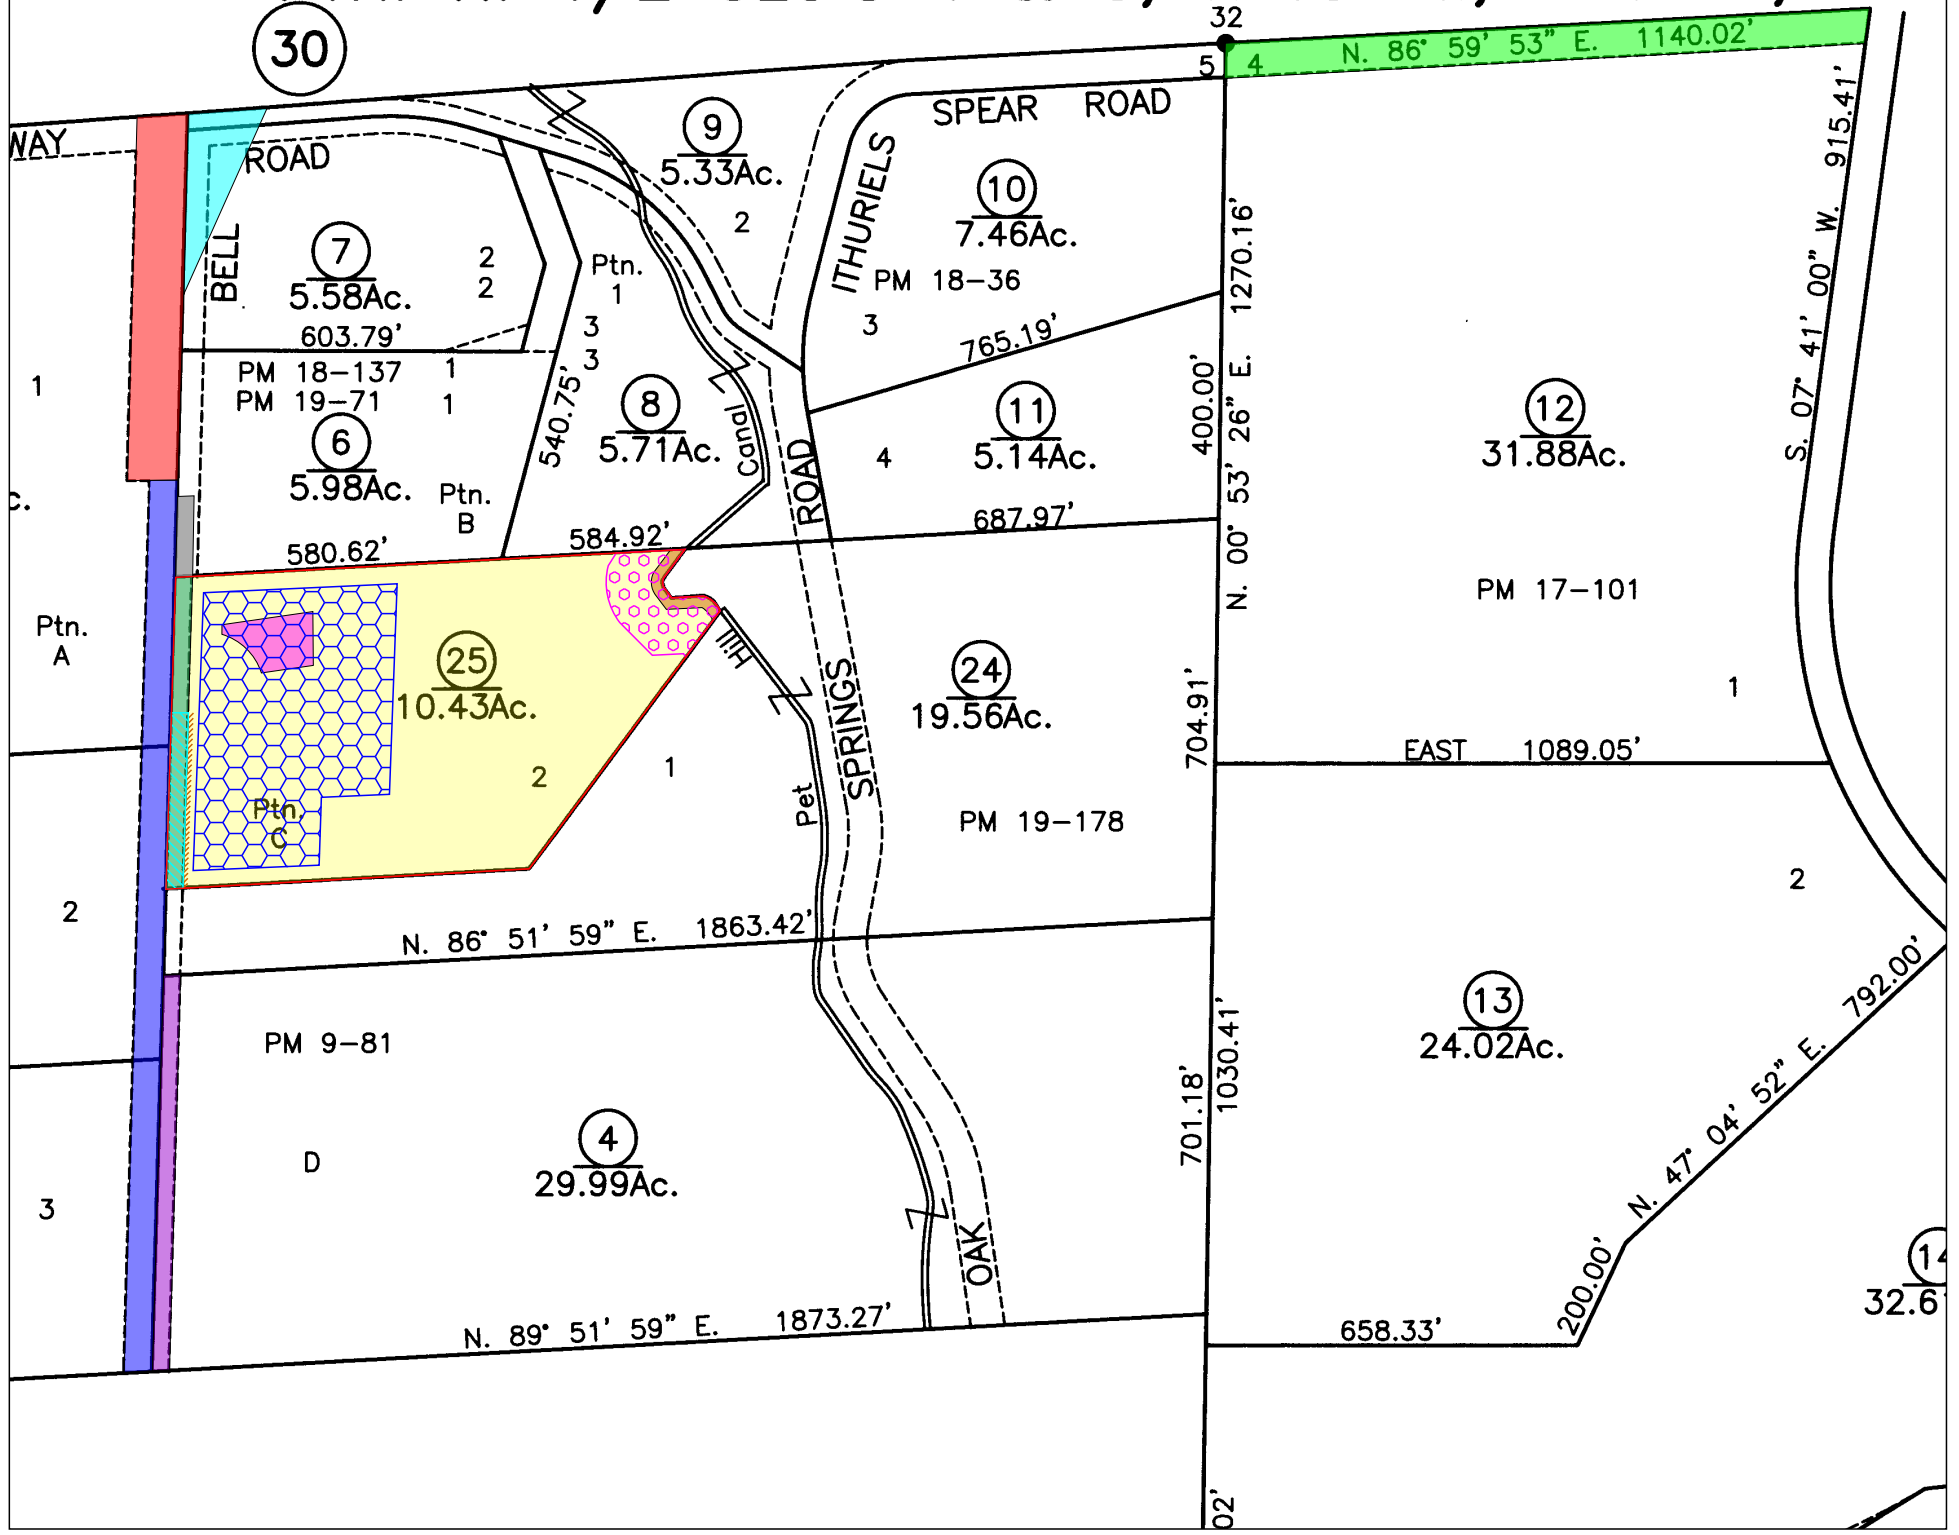 32
30
N. 86° 59' 53" E. 1140.02'
5
4
WAY
ROAD
BELL
9
5.33Ac.
2
SPEAR ROAD
ITHURIELS
10
7.46Ac.
PM 18-36
3
915.41'
S. 07° 41' 00" W.
7
5.58Ac.
2
2
603.79'
Ptn.
1
3
3
1270.16'
N. 00° 53' 26" E.
765.19'
400.00'
1
PM 18-137 1
PM 19-71 1
6
5.98Ac.
Ptn.
B
540.75'
8
5.71Ac.
Canal
ROAD
4
11
5.14Ac.
12
31.88Ac.
c.
580.62'
584.92'
687.97'
PM 17-101
1
Ptn.
A
25
10.43Ac.
2
Ptn.
C
Hill
1
Pet
SPRINGS
24
19.56Ac.
PM 19-178
704.91'
EAST 1089.05'
2
2
N. 86° 51' 59" E. 1863.42'
PM 9-81
D
4
29.99Ac.
1030.41'
701.18'
13
24.02Ac.
792.00'
N. 47° 04' 52" E.
3
OAK
200.00'
14
32.6
N. 89° 51' 59" E. 1873.27'
658.33'
02'